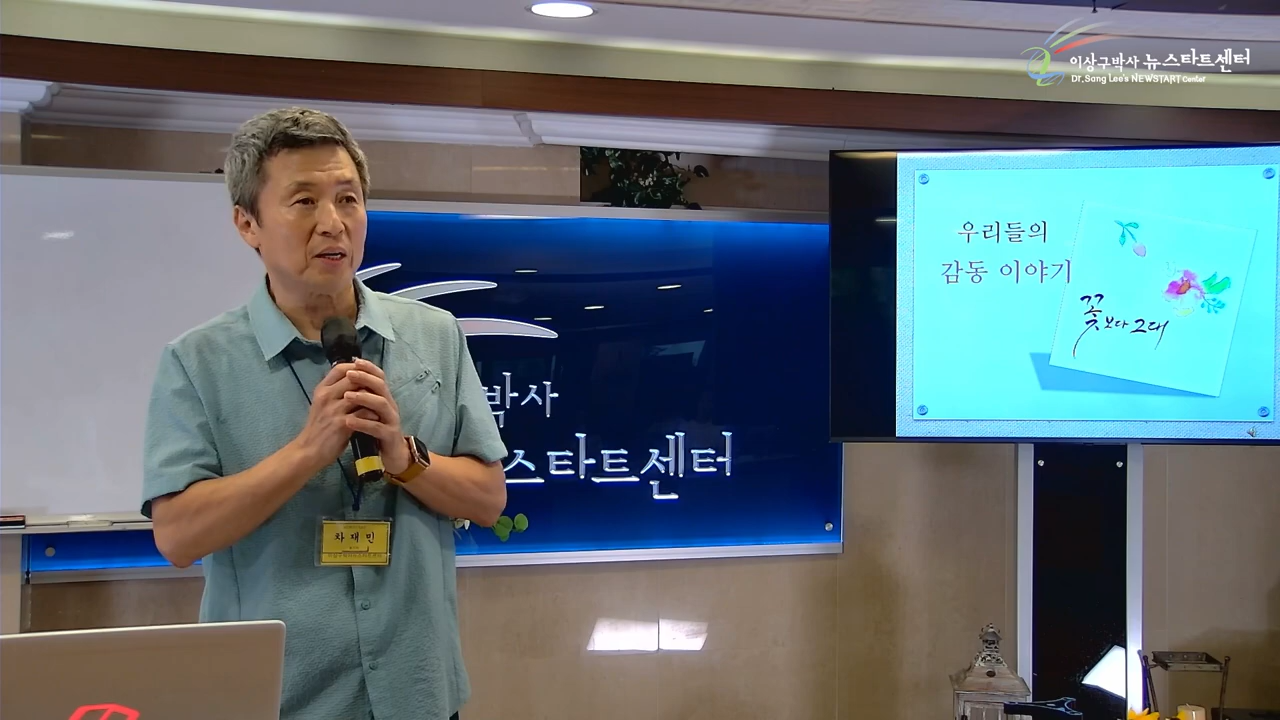 이상구박사 뉴스타트센터
Dr. Sang Lee's NEWSTART Center
우리들의
감동 이야기
꽃보다 그대
박사
스타트센터
차재민